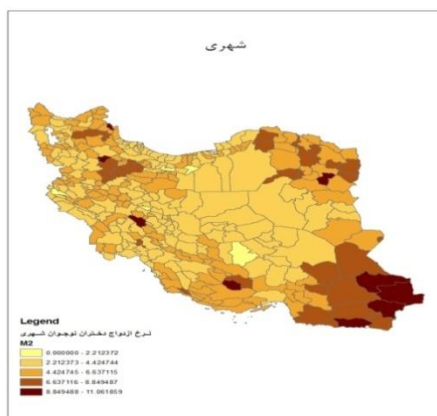 شهری
Legend
نرخ ازدواج دختران نوجوان شهری
M2
0.000000 - 2.212372
2.212373 - 4.424744
4.424745 - 6.637115
6.637116 - 8.849487
8.849488 - 11.061859